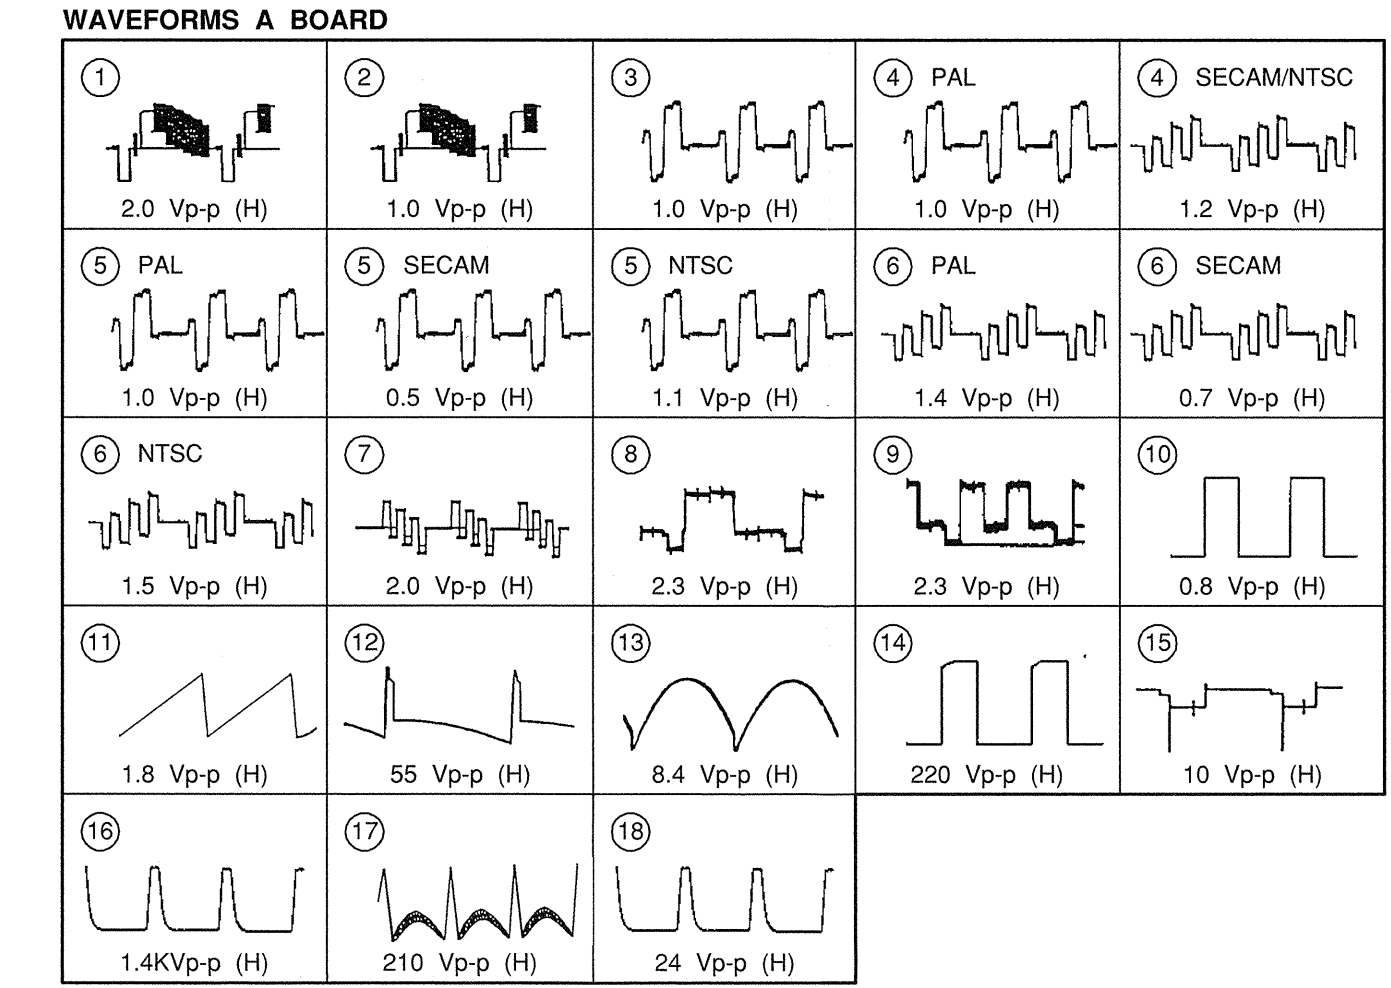 WAVEFORMS A BOARD
1 2 3 4 PAL 4 SECAM/NTSC
2.0 Vp-p (H) 1.0 Vp-p (H) 1.0 Vp-p (H) 1.0 Vp-p (H) 1.2 Vp-p (H)
5 PAL 5 SECAM 5 NTSC 6 PAL 6 SECAM
1.0 Vp-p (H) 0.5 Vp-p (H) 1.1 Vp-p (H) 1.4 Vp-p (H) 0.7 Vp-p (H)
6 NTSC 7 8 9 10
1.5 Vp-p (H) 2.0 Vp-p (H) 2.3 Vp-p (H) 2.3 Vp-p (H) 0.8 Vp-p (H)
11 12 13 14 15
1.8 Vp-p (H) 55 Vp-p (H) 8.4 Vp-p (H) 220 Vp-p (H) 10 Vp-p (H)
16 17 18
1.4KVp-p (H) 210 Vp-p (H) 24 Vp-p (H)